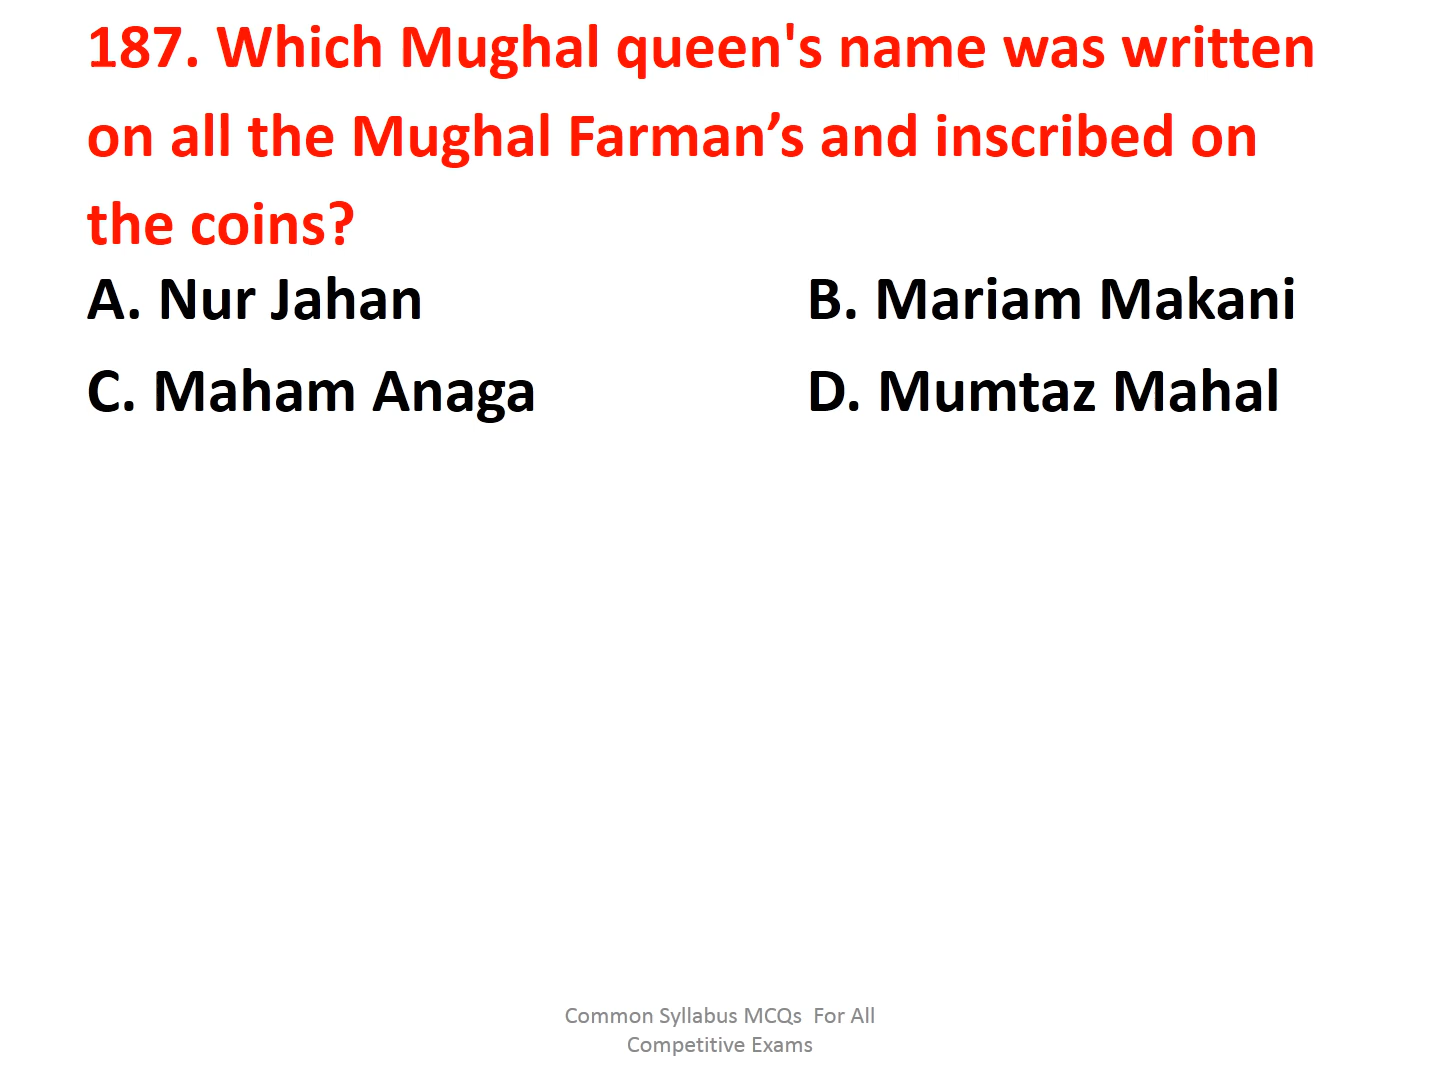 187. Which Mughal queen's name was written
on all the Mughal Farman’s and inscribed on
the coins?
A. Nur Jahan B. Mariam Makani
C. Maham Anaga D. Mumtaz Mahal
Common Syllabus MCQs For All
Competitive Exams